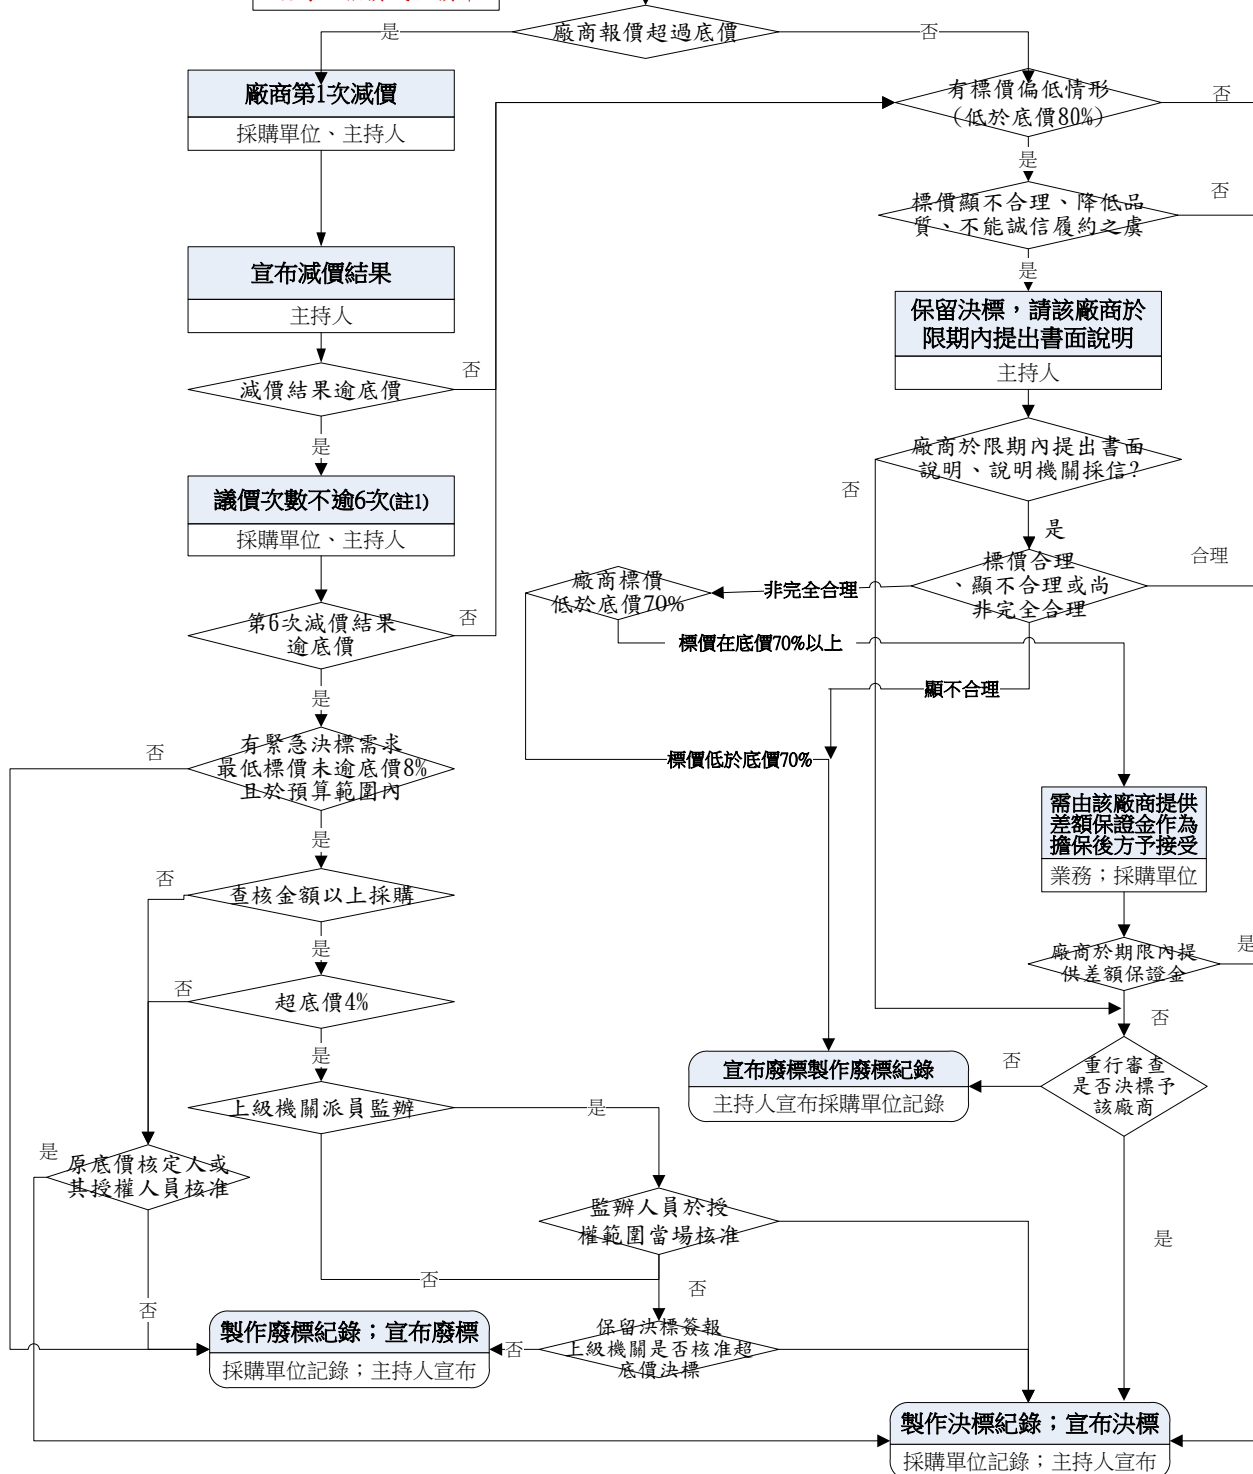 廠商報價超過底價
是
否
廠商第1次減價
採購單位、主持人
有標價偏低情形
(低於底價80%)
否
是
標價顯不合理、降低品
質、不能誠信履約之虞
否
是
宣布減價結果
主持人
保留決標，請該廠商於
限期內提出書面說明
主持人
減價結果逾底價
否
是
廠商於限期內提出書面
說明、說明機關採信?
否
是
議價次數不逾6次(註1)
採購單位、主持人
標價合理
、顯不合理或尚
非完全合理
合理
非完全合理
廠商標價
低於底價70%
第6次減價結果
逾底價
否
是
標價在底價70%以上
顯不合理
標價低於底價70%
有緊急決標需求
最低標價未逾底價8%
且於預算範圍內
否
是
需由該廠商提供
差額保證金作為
擔保後方予接受
業務；採購單位
查核金額以上採購
否
是
廠商於期限內提
供差額保證金
是
否
超底價4%
否
是
宣布廢標製作廢標紀錄
主持人宣布採購單位記錄
否
重行審查
是否決標予
該廠商
是
上級機關派員監辦
是
否
原底價核定人或
其授權人員核准
是
否
監辦人員於授
權範圍當場核准
否
製作廢標紀錄；宣布廢標
採購單位記錄；主持人宣布
否
保留決標簽報
上級機關是否核准超
底價決標
製作決標紀錄；宣布決標
採購單位記錄；主持人宣布